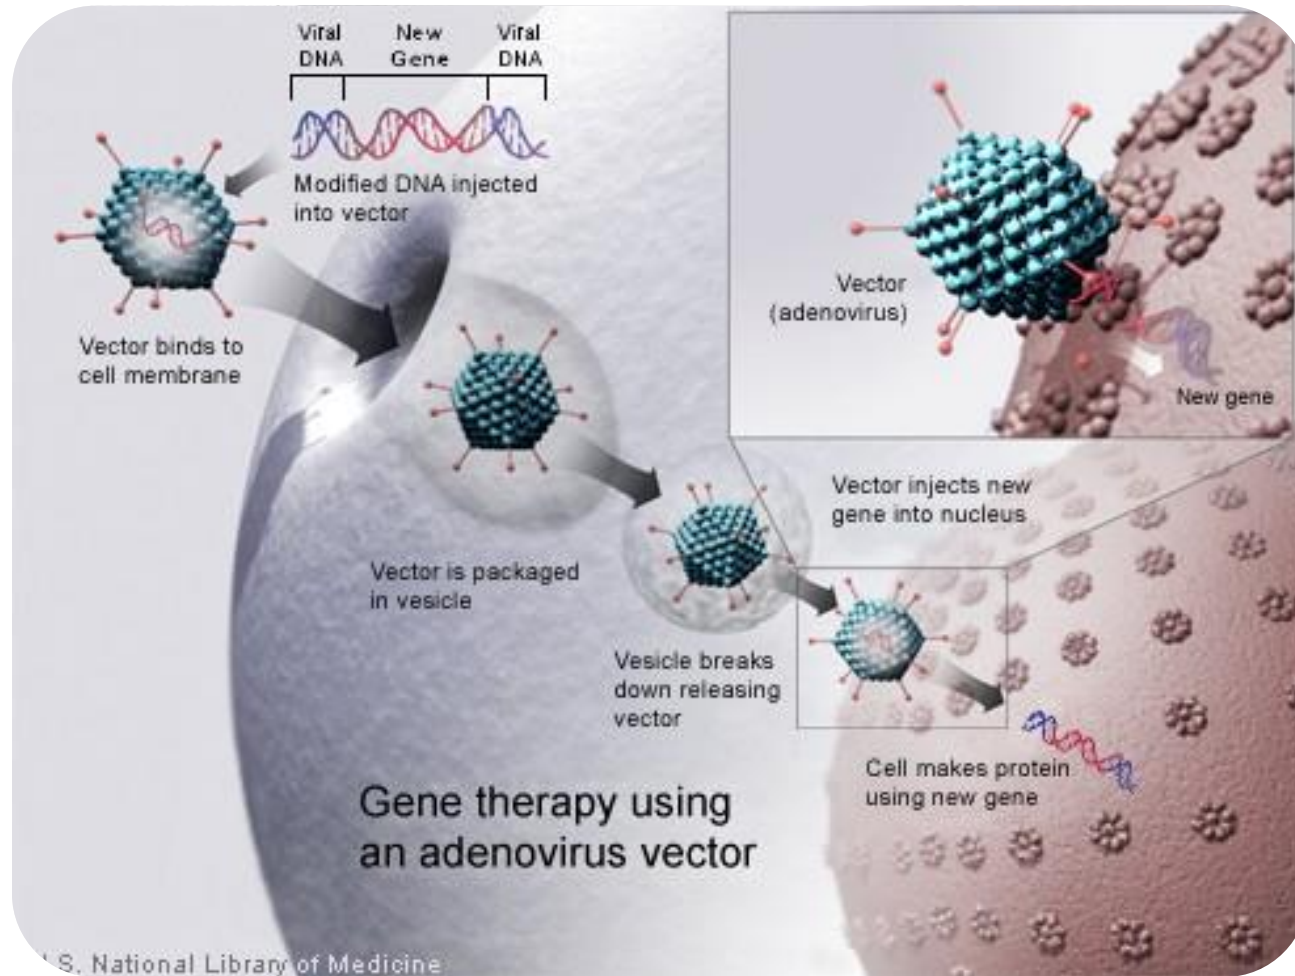 Viral
DNA
New
Gene
Viral
DNA
Modified DNA injected
into vector
Vector binds to
cell membrane
Vector is packaged
in vesicle
Vesicle breaks
down releasing
vector
Vector
(adenovirus)
New gene
Vector injects new
gene into nucleus
Cell makes protein
using new gene
Gene therapy using
an adenovirus vector
S. National Library of Medicine